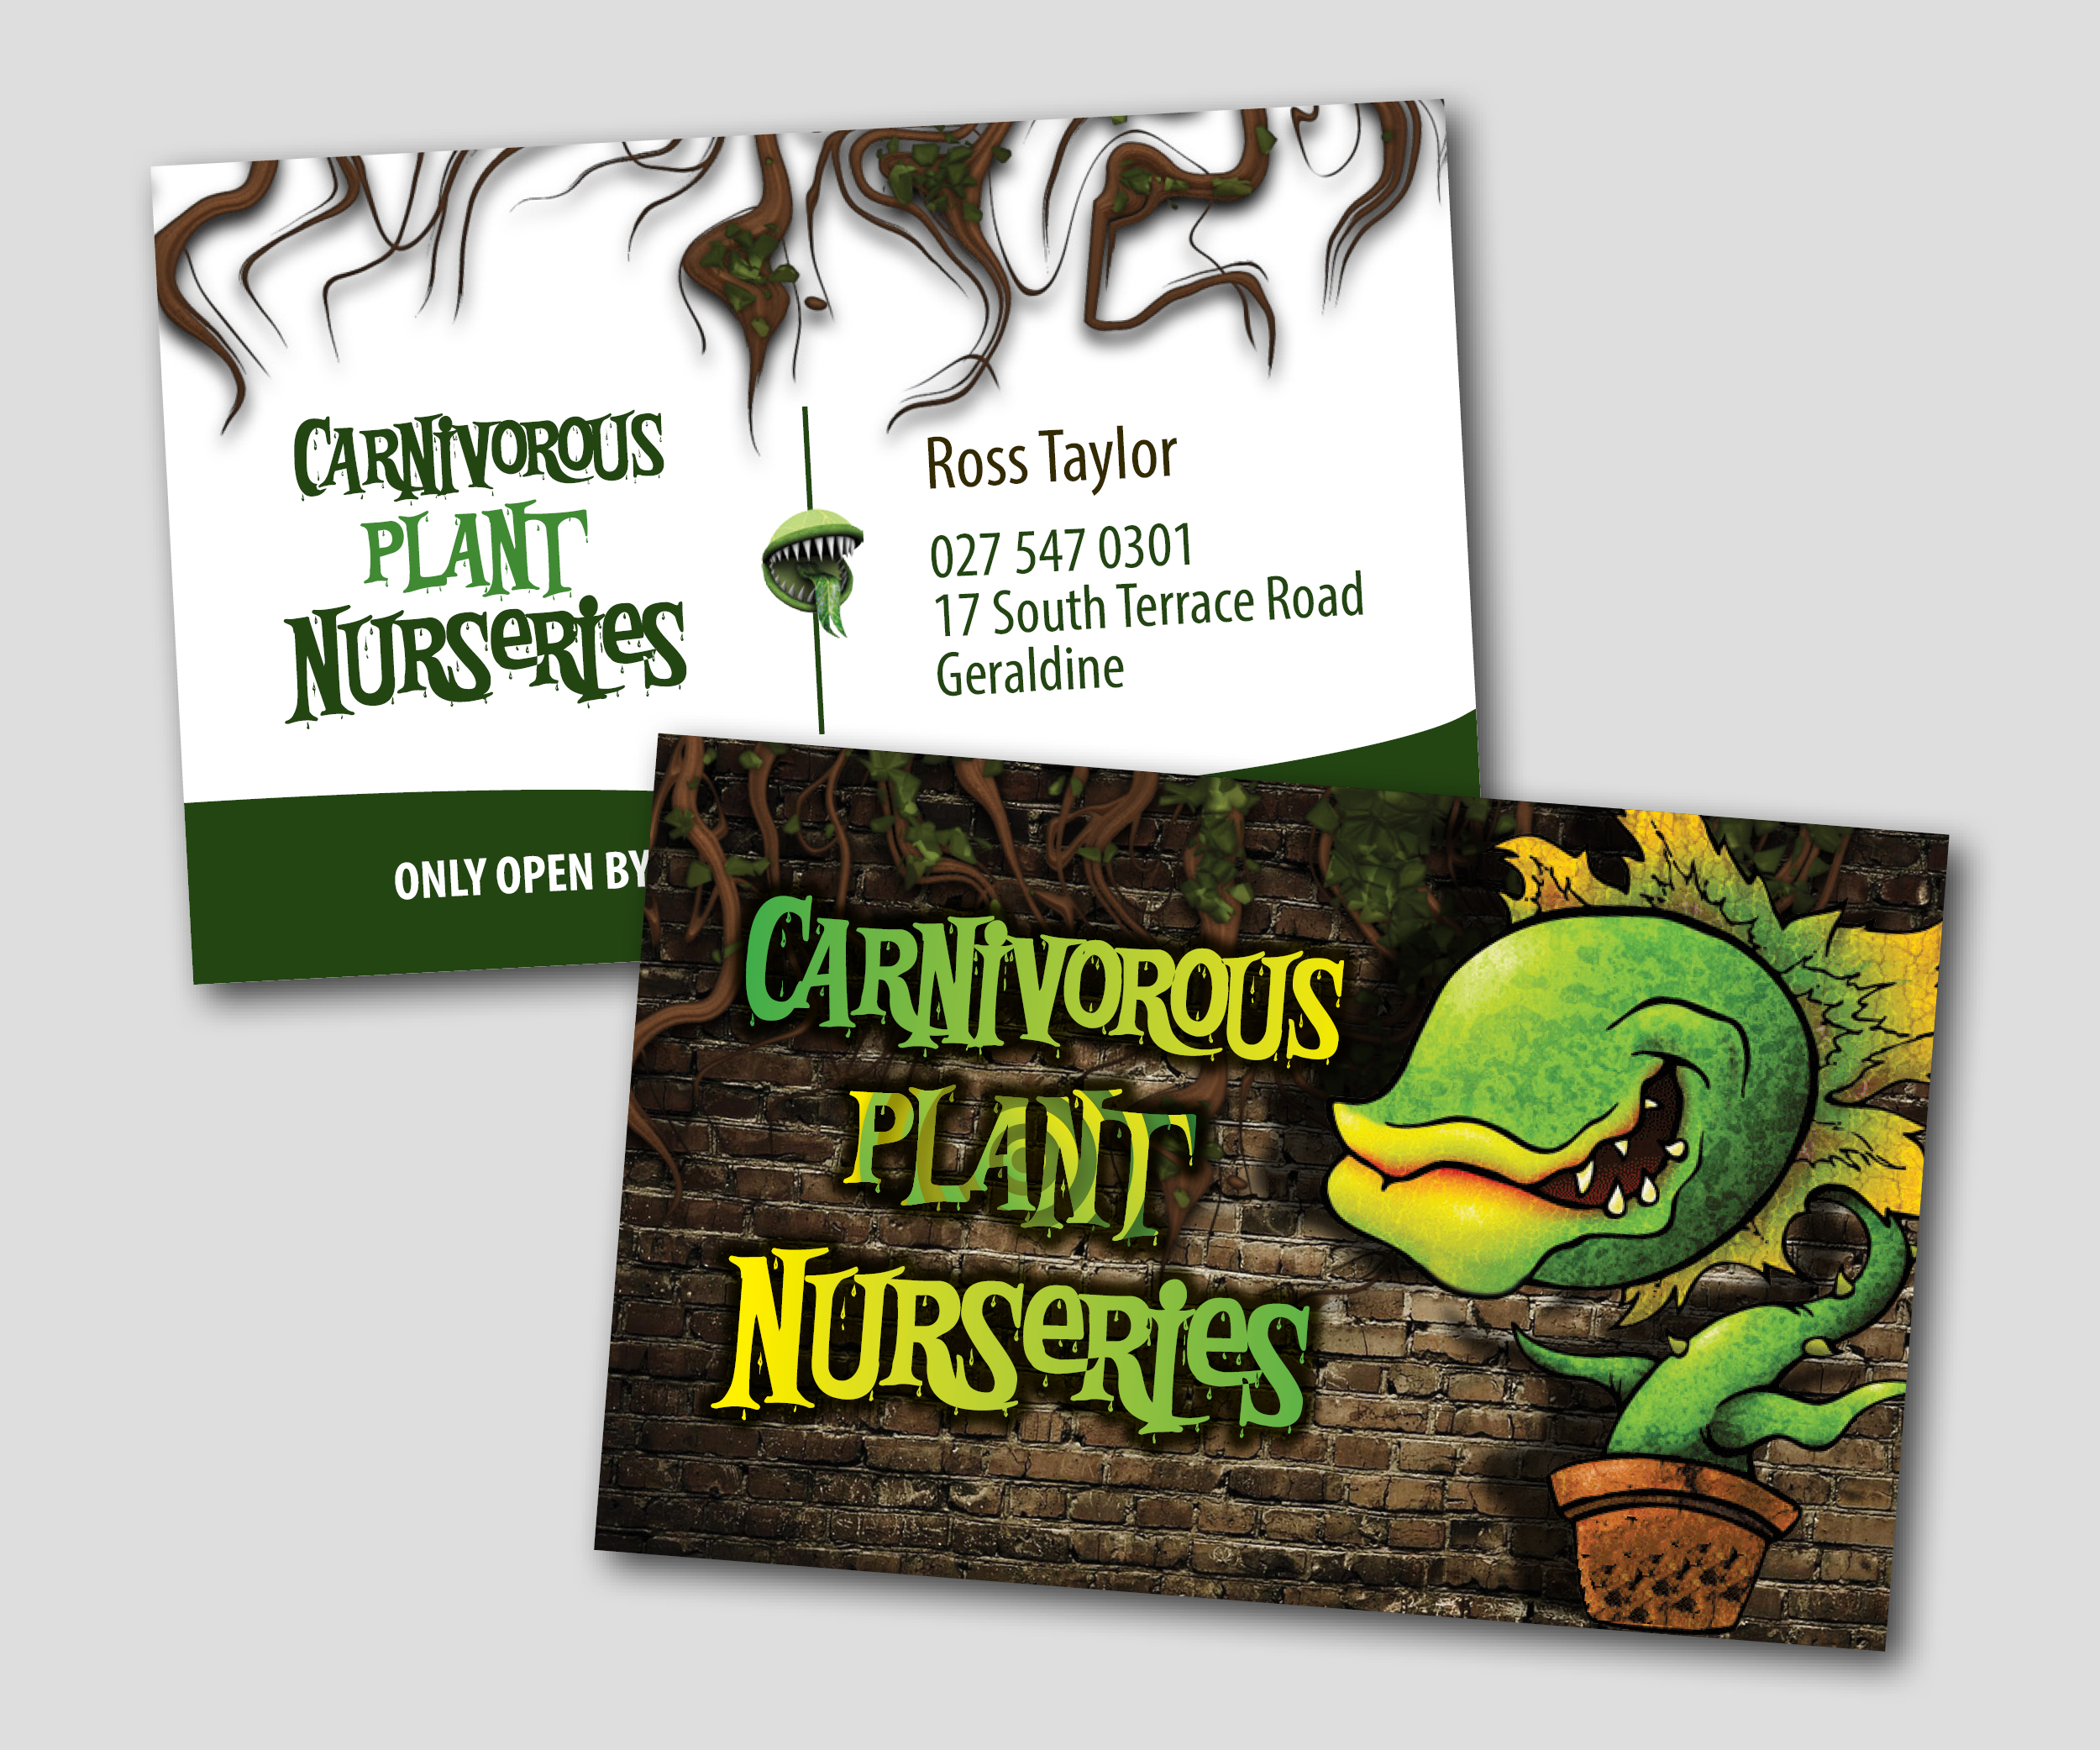 Carnivorous
Plant
Nurseries
Ross Taylor
027 547 0301
17 South Terrace Road
Geraldine
ONLY OPEN BY
Carnivorous
Plant
Nurseries